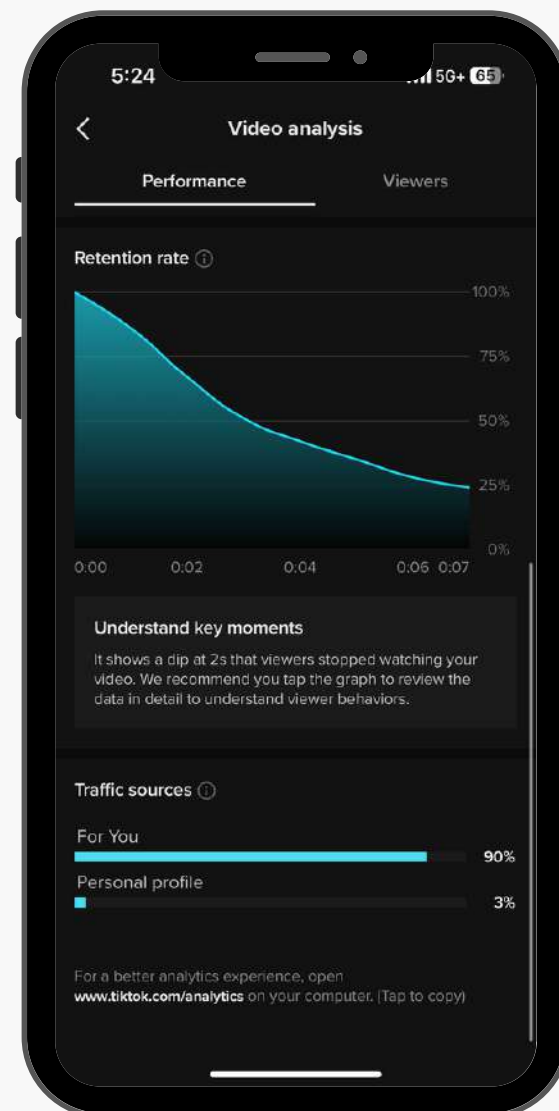 5:24 5G+ 65
Video analysis
Performance Viewers
Retention rate
100%
75%
50%
25%
0%
0:00 0:02 0:04 0:06 0:07
Understand key moments
It shows a dip at 2s that viewers stopped watching your
video. We recommend you tap the graph to review the
data in detail to understand viewer behaviors.
Traffic sources
For You
90%
Personal profile
3%
For a better analytics experience, open
www.tiktok.com/analytics on your computer. (Tap to copy)